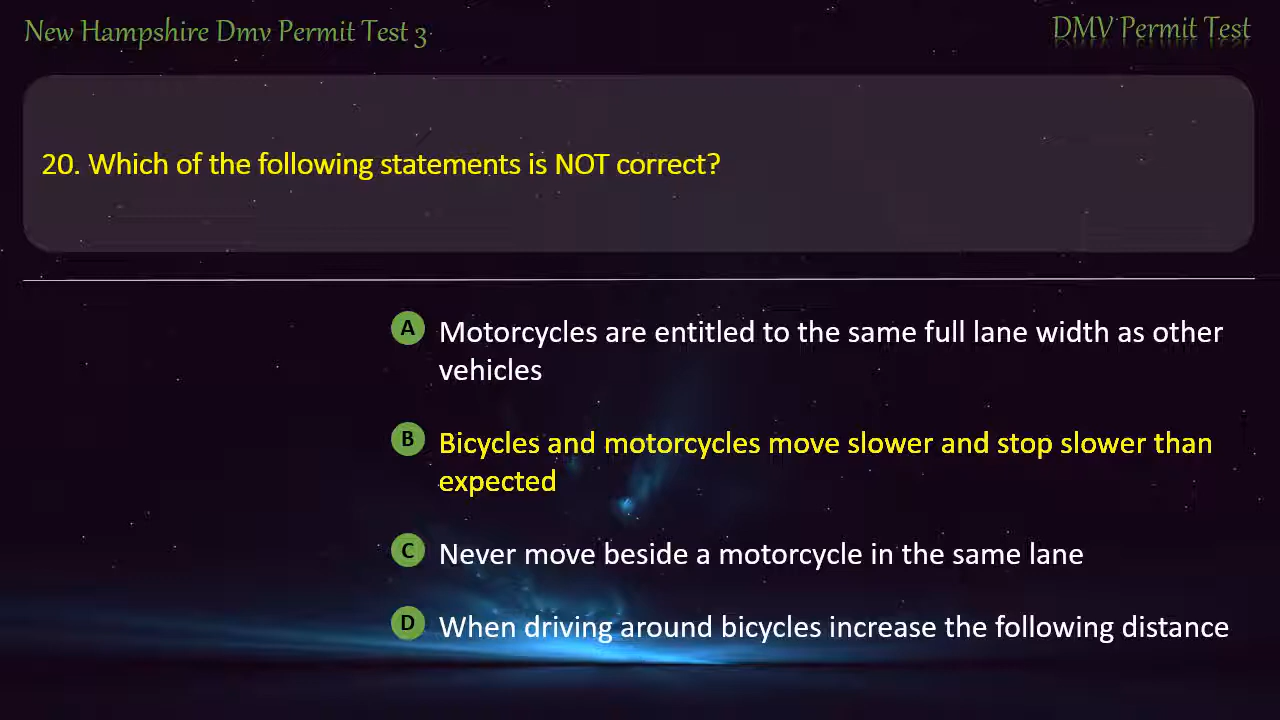 New Hampshire Dmv Permit Test 3
DMV Permit Test
20. Which of the following statements is NOT correct?
A Motorcycles are entitled to the same full lane width as other
vehicles
B Bicycles and motorcycles move slower and stop slower than
expected
C Never move beside a motorcycle in the same lane
D When driving around bicycles increase the following distance